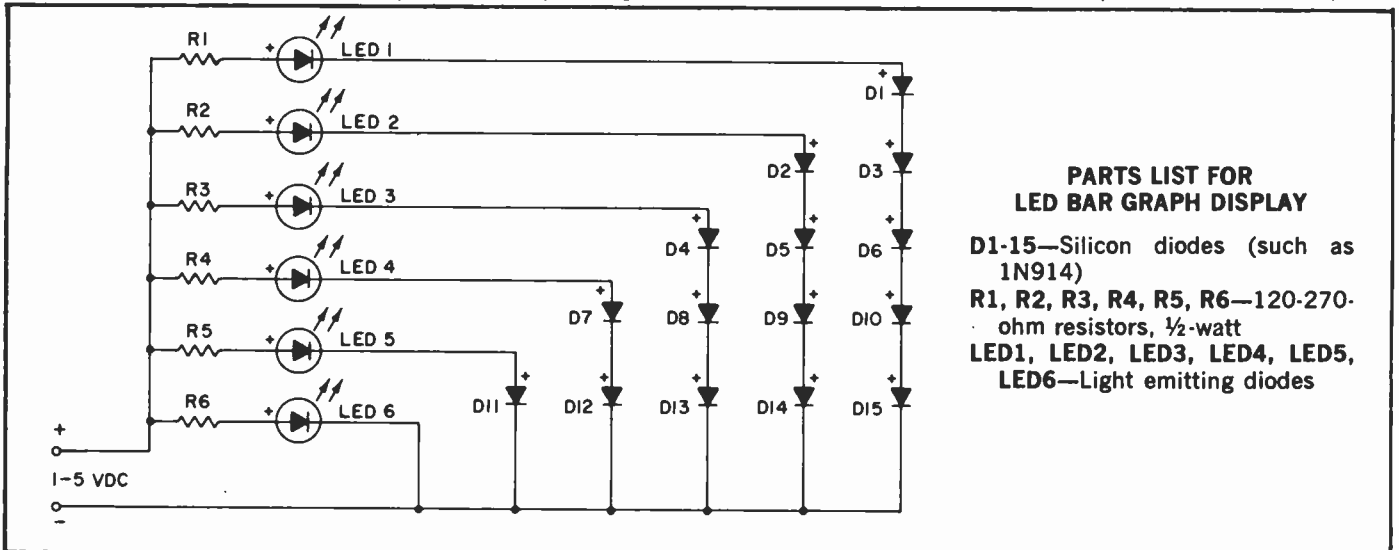 R1
LED 1
D1
R2
LED 2
D2
D3
R3
LED 3
D4
D5
D6
R4
LED 4
D7
D8
D9
D10
R5
LED 5
D11
D12
D13
D14
D15
R6
LED 6
+
1-5 VDC
-
PARTS LIST FOR
LED BAR GRAPH DISPLAY
D1-15—Silicon diodes (such as
1N914)
R1, R2, R3, R4, R5, R6—120-270-
ohm resistors, ½-watt
LED1, LED2, LED3, LED4, LED5,
LED6—Light emitting diodes